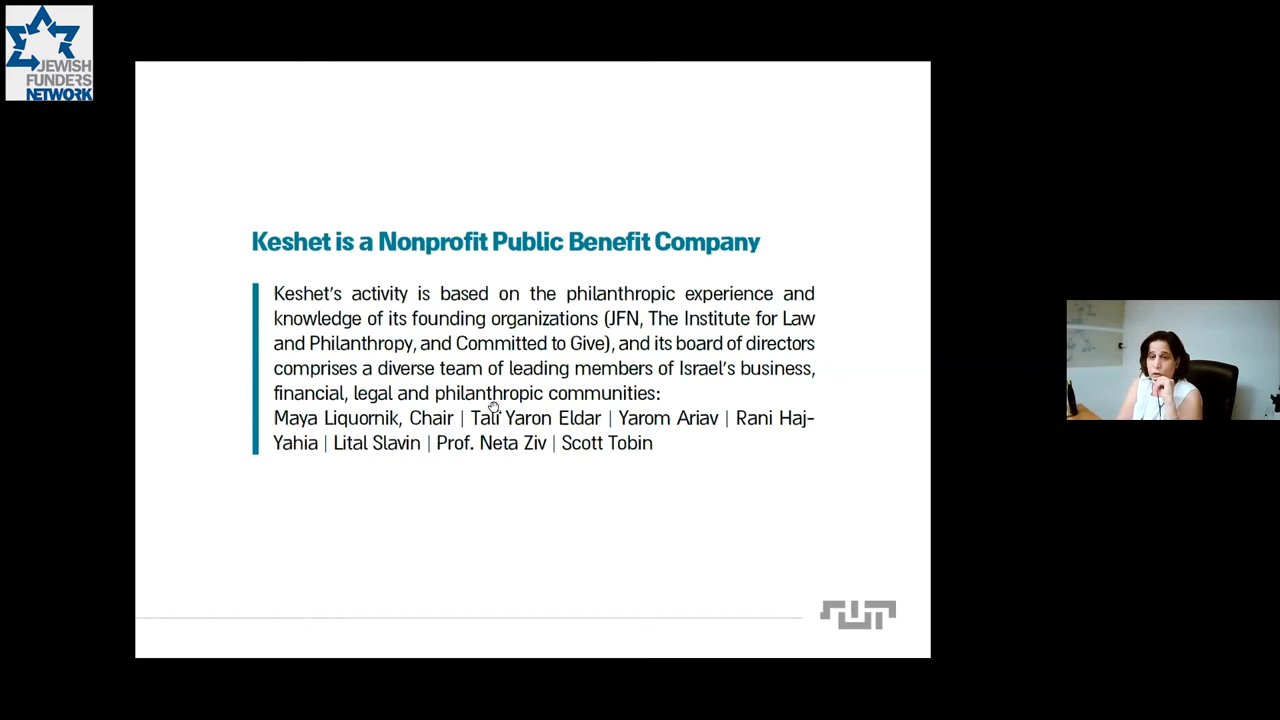 JEWISH
FUNDERS
NETWORK
Keshet is a Nonprofit Public Benefit Company
Keshet's activity is based on the philanthropic experience and
knowledge of its founding organizations (JFN, The Institute for Law
and Philanthropy, and Committed to Give), and its board of directors
comprises a diverse team of leading members of Israel's business,
financial, legal and philanthropic communities:
Maya Liquornik, Chair | Tali Yaron Eldar | Yarom Ariav | Rani Haj-
Yahia | Lital Slavin | Prof. Neta Ziv | Scott Tobin